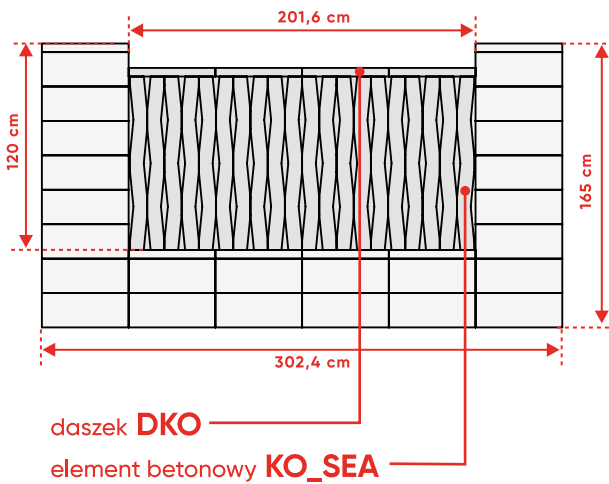 201,6 cm
120 cm
165 cm
302,4 cm
daszek DKO
element betonowy KO_SEA